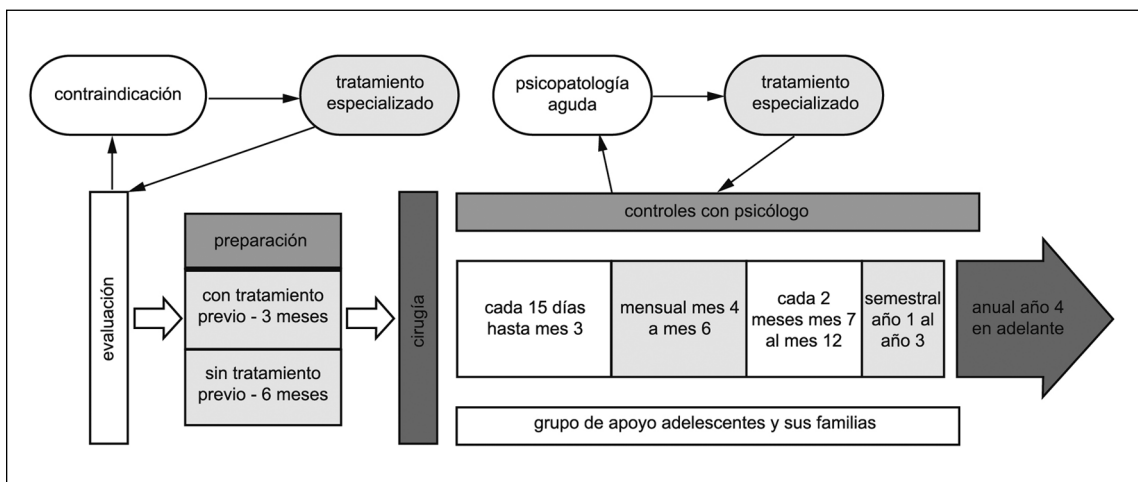 contraindicación
tratamiento
especializado
psicopatología
aguda
tratamiento
especializado
evaluación
preparación
con tratamiento
previo - 3 meses
sin tratamiento
previo - 6 meses
cirugía
controles con psicólogo
cada 15 días
hasta mes 3
mensual mes 4
a mes 6
cada 2
meses mes 7
al mes 12
semestral
año 1 al
año 3
anual año 4
en adelante
grupo de apoyo adelescentes y sus familias